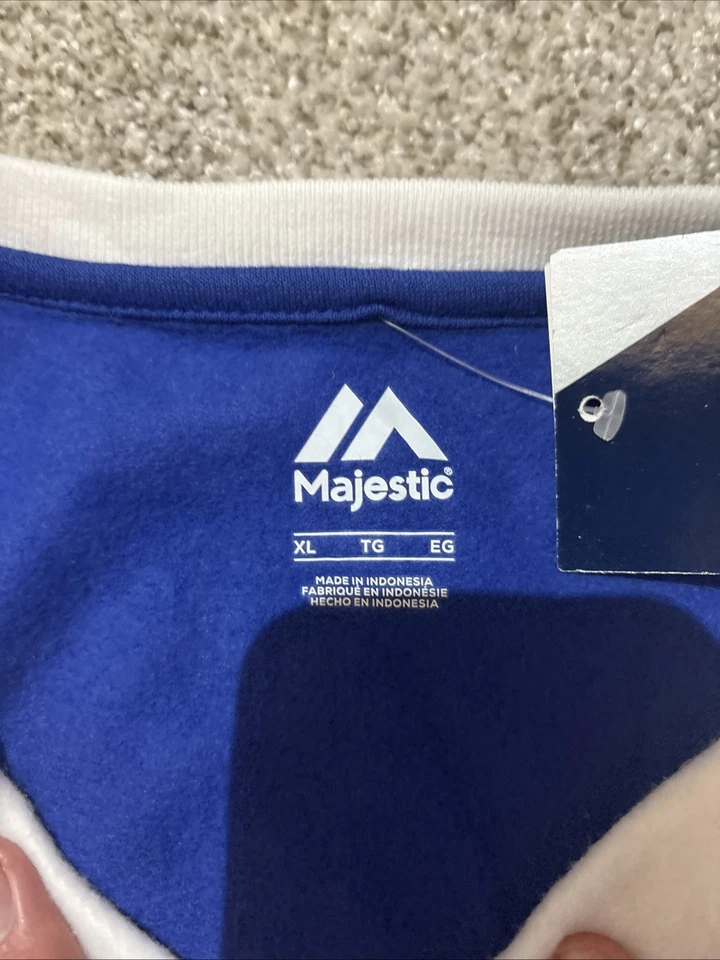 Majestic®
XL TG EG
MADE IN INDONESIA
FABRIQUÉ EN INDONÉSIE
HECHO EN INDONESIA